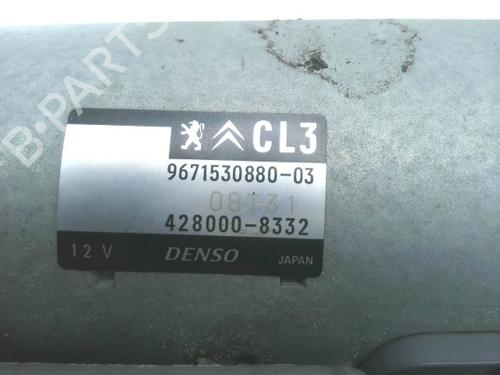 B-PARTS
CL3
9671530880-03
08131
428000-8332
12 V DENSO JAPAN